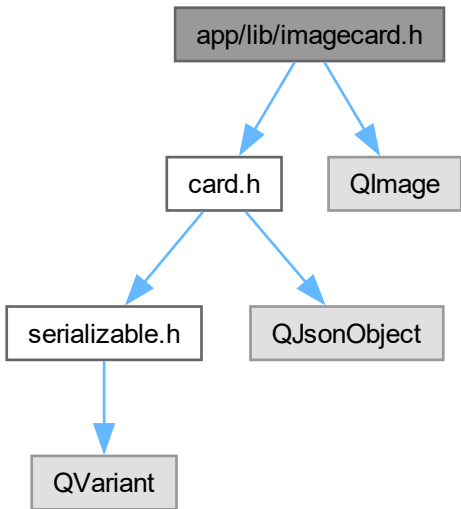 app/lib/imagecard.h
card.h
QImage
serializable.h
QJsonObject
QVariant